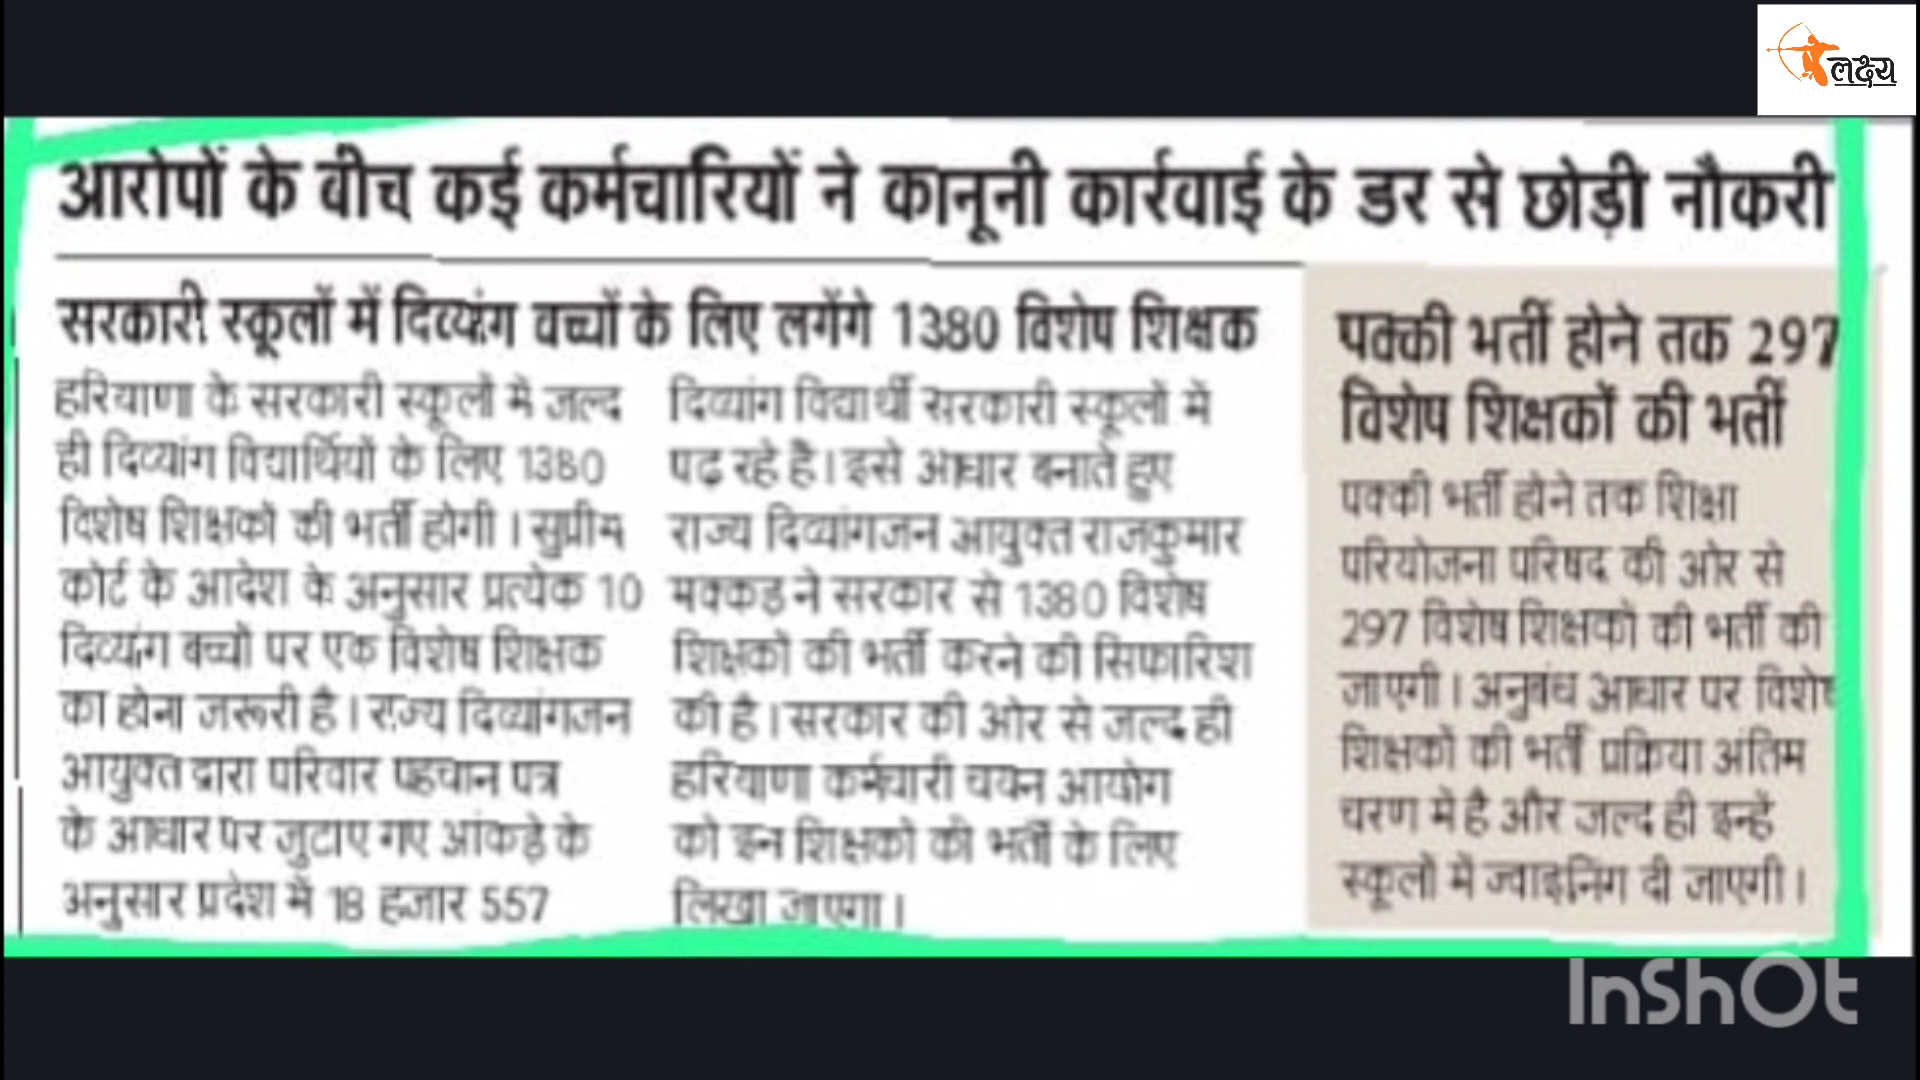 लक्ष्य
आरोपों के बीच कई कर्मचारियों ने कानूनी कार्रवाई के डर से छोड़ी नौकरी
सरकारी स्कूलों में दिव्यांग बच्चों के लिए लगेंगे 1380 विशेष शिक्षक
हरियाणा के सरकारी स्कूलों में जल्द
ही दिव्यांग विद्यार्थियों के लिए 1380
विशेष शिक्षकों की भर्ती होगी। सुप्रीम
कोर्ट के आदेश के अनुसार प्रत्येक 10
दिव्यांग बच्चों पर एक विशेष शिक्षक
का होना जरूरी है। राज्य दिव्यांगजन
आयुक्त द्वारा परिवार पहचान पत्र
के आधार पर जुटाए गए आंकड़े के
अनुसार प्रदेश में 18 हजार 557
दिव्यांग विद्यार्थी सरकारी स्कूलों में
पढ़ रहे है। इसे आधार बनाते हुए
राज्य दिव्यांगजन आयुक्त राजकुमार
मक्कड़ ने सरकार से 1380 विशेष
शिक्षकों की भर्ती करने की सिफारिश
की है। सरकार की ओर से जल्द ही
हरियाणा कर्मचारी चयन आयोग
को इन शिक्षकों की भर्ती के लिए
लिखा जाएगा।
पक्की भर्ती होने तक 297
विशेष शिक्षकों की भर्ती
पक्की भर्ती होने तक शिक्षा
परियोजना परिषद की ओर से
297 विशेष शिक्षकों की भर्ती की
जाएगी। अनुबंध आधार पर विशेष
शिक्षकों की भर्ती प्रक्रिया अंतिम
चरण में है और जल्द ही इन्हें
स्कूलों में ज्वाइनिंग दी जाएगी।
InShOt